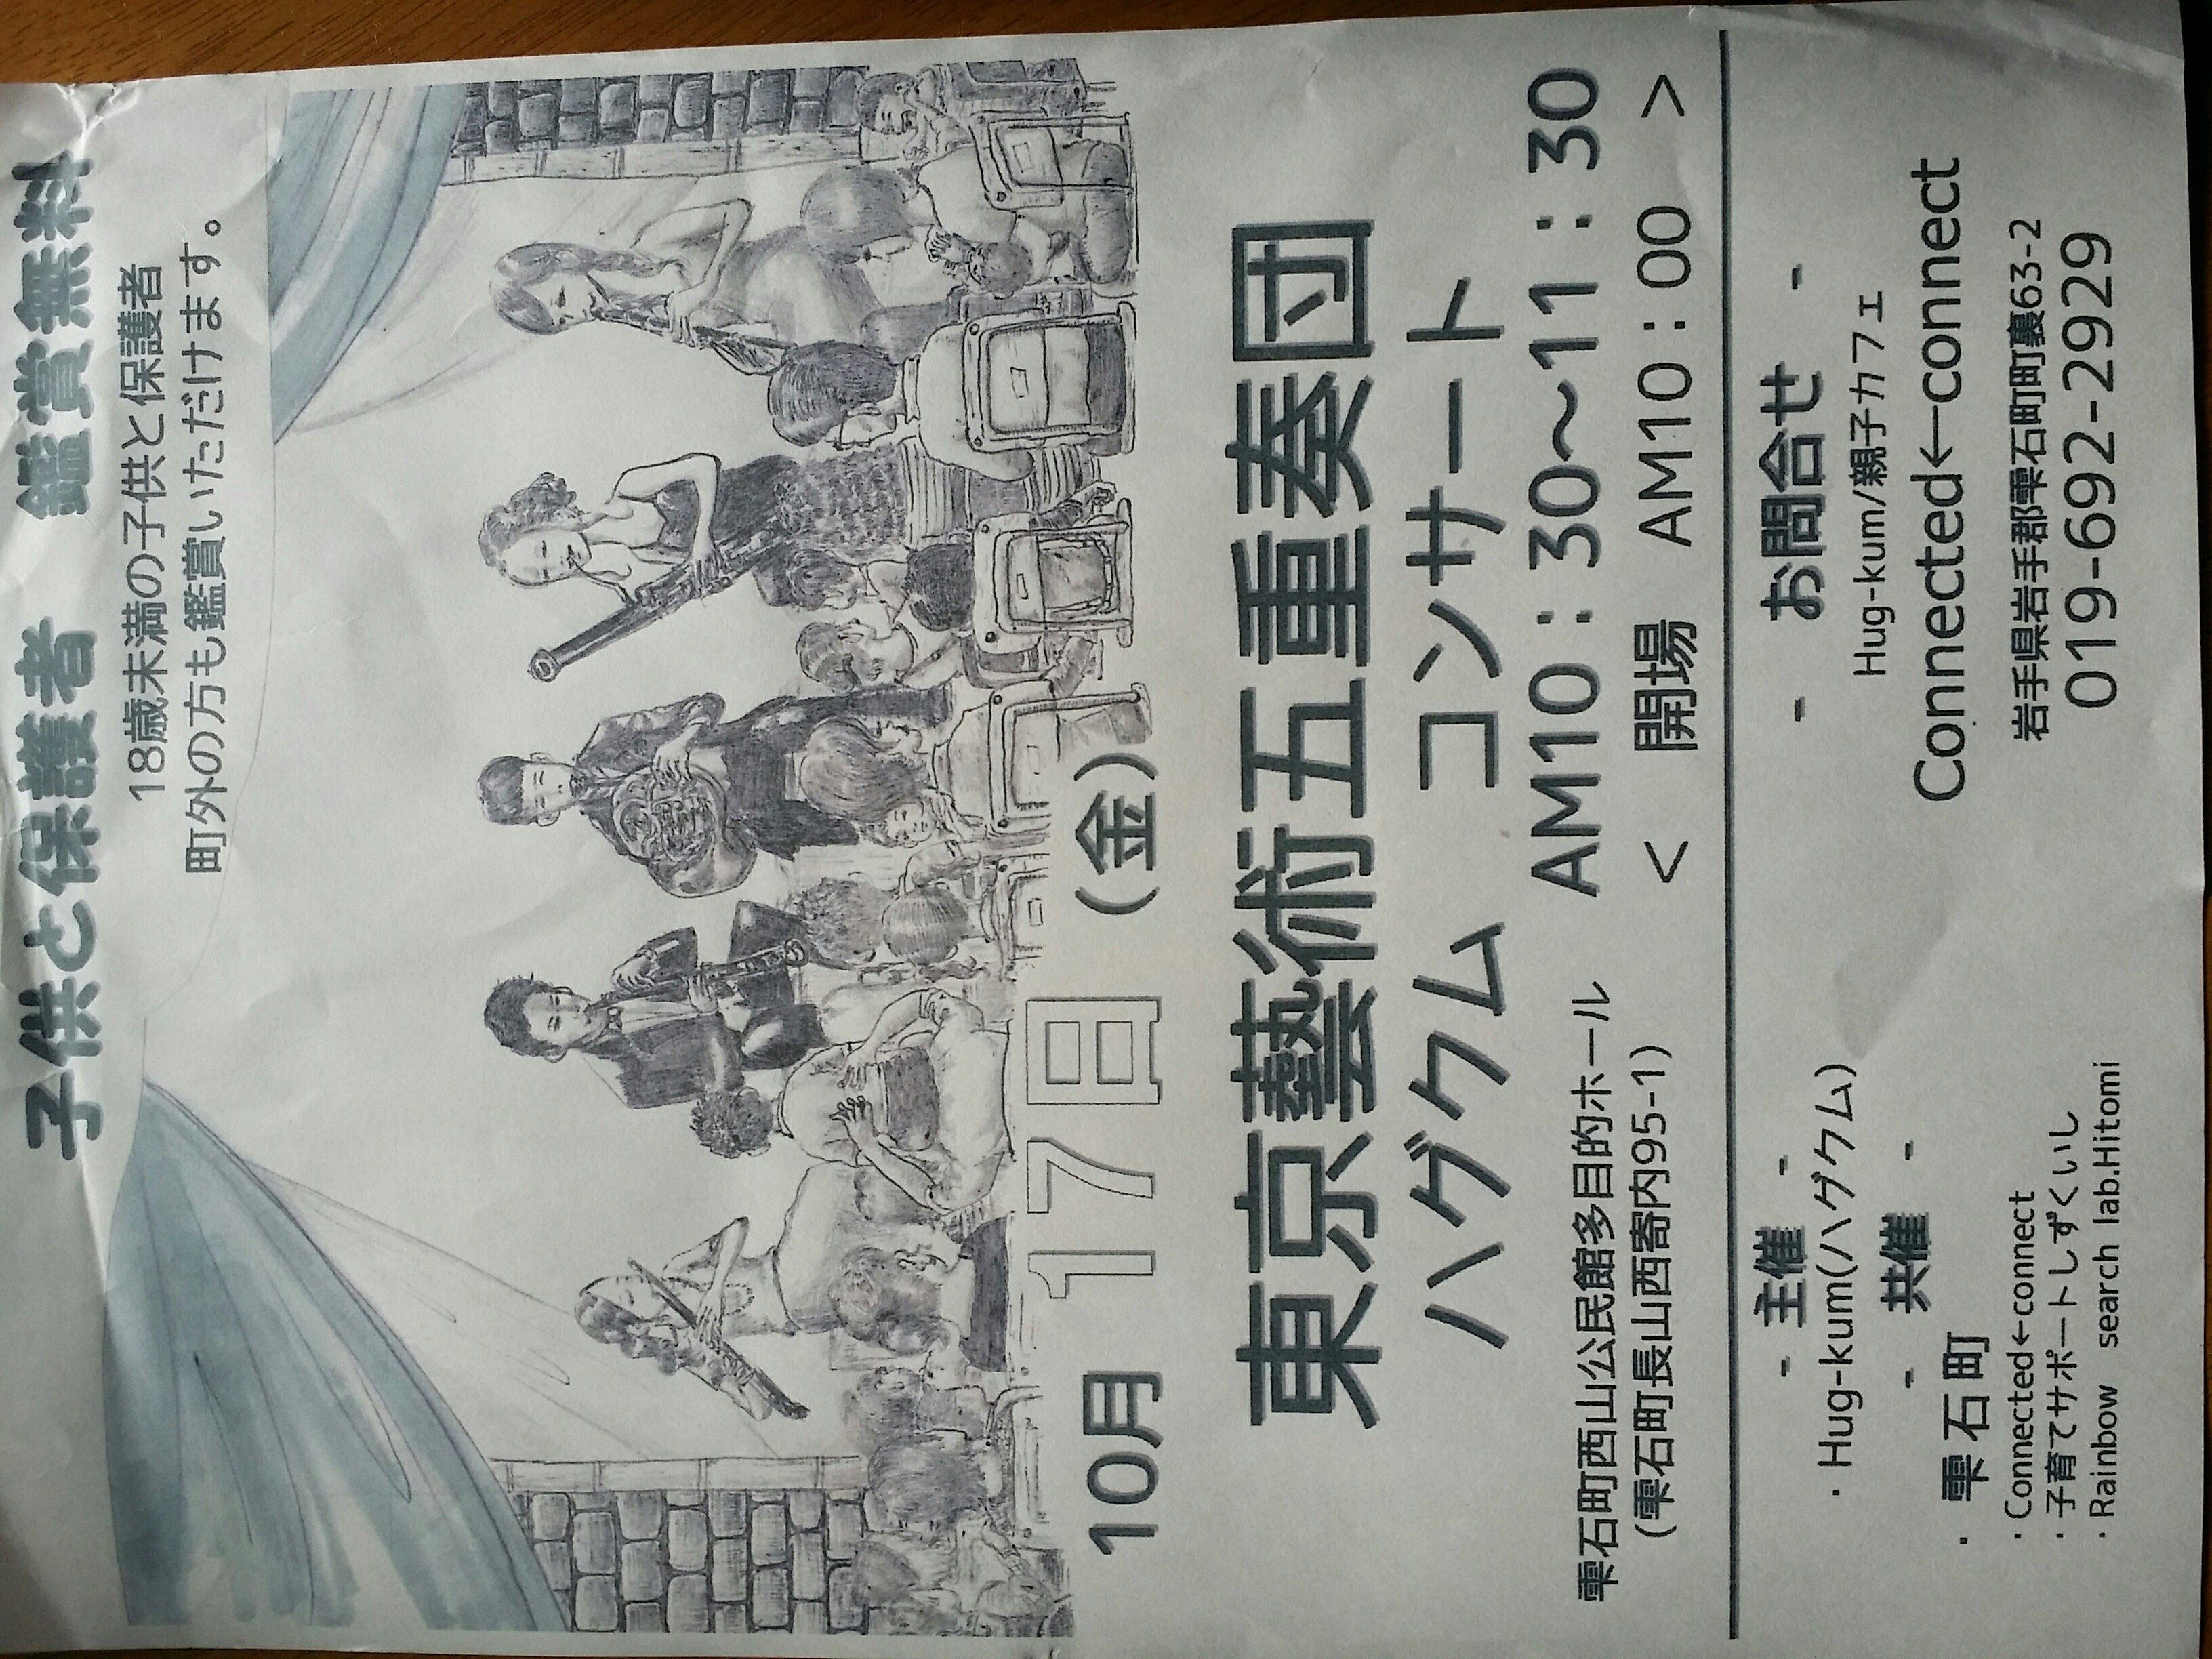 子供と保護者　鑑賞無料
18歳未満の子供と保護者
町外の方も鑑賞いただけます。
10月　17日　(金)
東京藝術五重奏団
ハグクム　コンサート
雫石町西山公民館多目的ホール　AM10：30～11：30
(雫石町長山西寄内95-1)　＜　開場　AM10：00　＞
-　主催　-
・Hug-kum(ハグクム)
-　共催　-
・雫石町
・Connected←connect
・子育てサポートしずくいし
・Rainbow　search lab.Hitomi
-　お問合せ　-
Hug-kum/親子カフェ
Connected←connect
岩手県岩手郡雫石町町裏63-2
019-692-2929